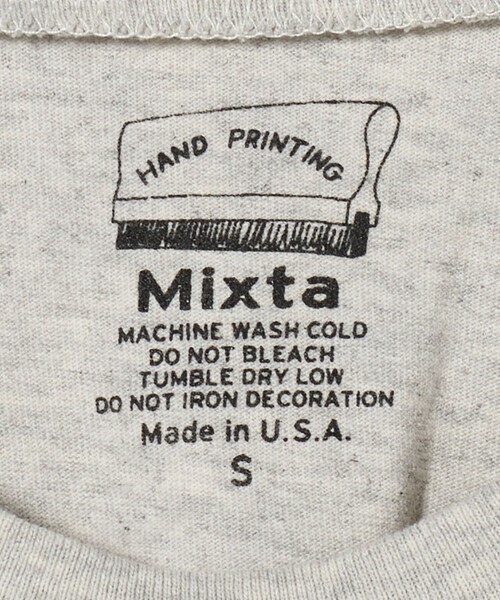 HAND PRINTING
Mixta
MACHINE WASH COLD
DO NOT BLEACH
TUMBLE DRY LOW
DO NOT IRON DECORATION
Made in U.S.A.
S